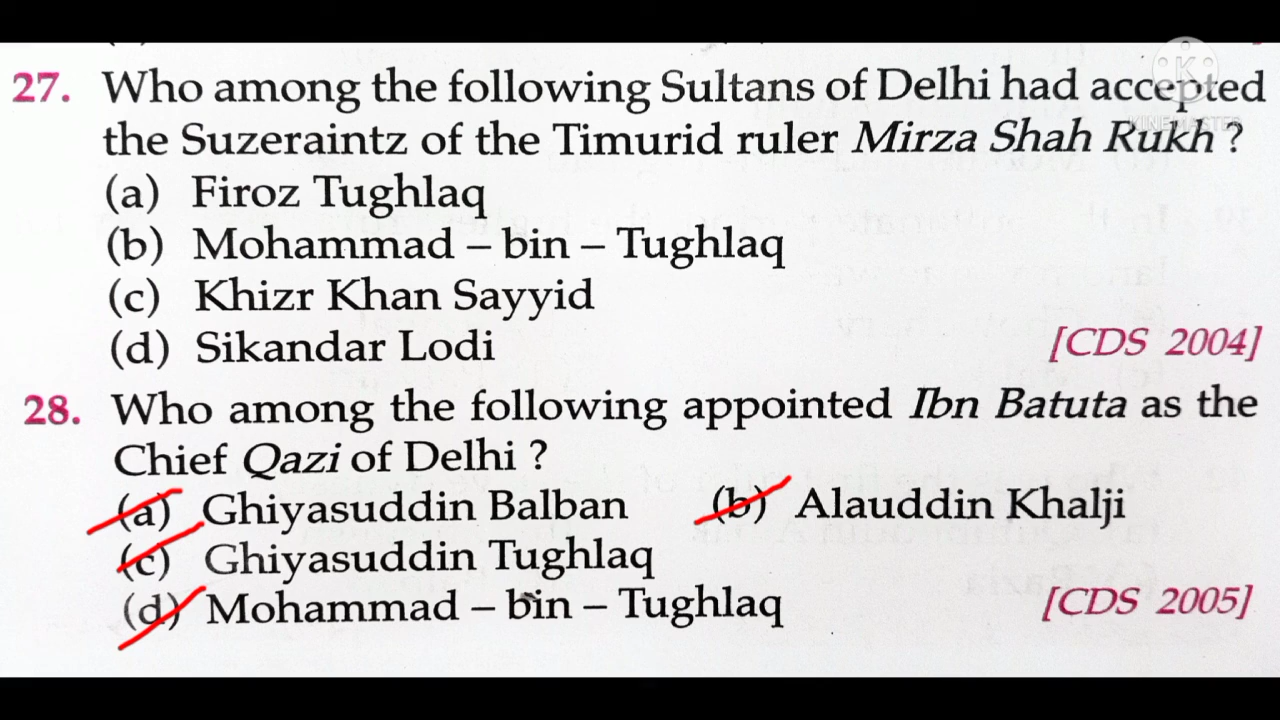 27. Who among the following Sultans of Delhi had accepted
the Suzeraintz of the Timurid ruler Mirza Shah Rukh ?
(a) Firoz Tughlaq
(b) Mohammad – bin – Tughlaq
(c) Khizr Khan Sayyid
(d) Sikandar Lodi [CDS 2004]
28. Who among the following appointed Ibn Batuta as the
Chief Qazi of Delhi ?
(a) Ghiyasuddin Balban (b) Alauddin Khalji
(c) Ghiyasuddin Tughlaq
(d) Mohammad – bin – Tughlaq [CDS 2005]
K
KINEMASTER